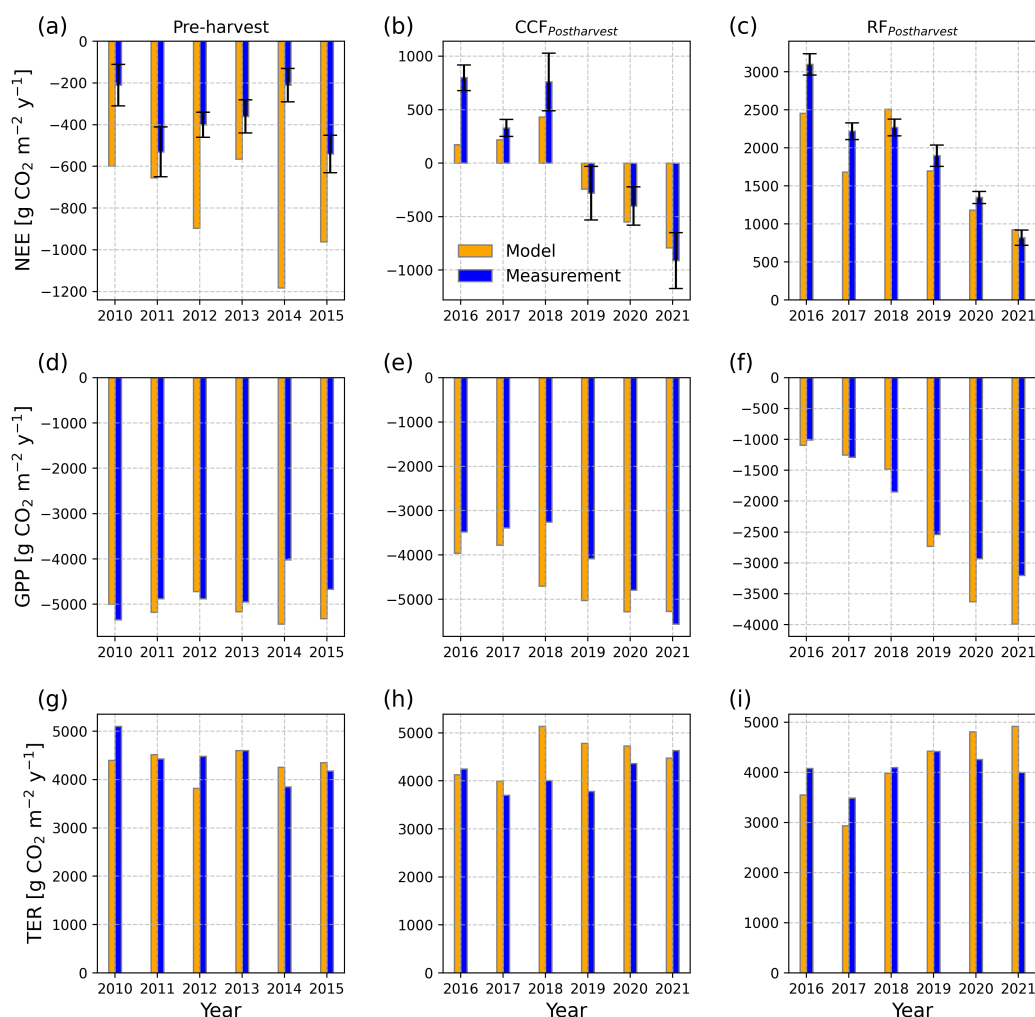 (a) Pre-harvest (b) CCF_Postharvest (c) RF_Postharvest
NEE [g CO₂ m⁻² y⁻¹]
0
−200
−400
−600
−800
−1000
−1200
2010 2011 2012 2013 2014 2015
1000
500
0
−500
−1000
Model
Measurement
2016 2017 2018 2019 2020 2021
3000
2500
2000
1500
1000
500
0
2016 2017 2018 2019 2020 2021
(d) (e) (f)
GPP [g CO₂ m⁻² y⁻¹]
0
−1000
−2000
−3000
−4000
−5000
2010 2011 2012 2013 2014 2015
0
−1000
−2000
−3000
−4000
−5000
2016 2017 2018 2019 2020 2021
0
−500
−1000
−1500
−2000
−2500
−3000
−3500
−4000
2016 2017 2018 2019 2020 2021
(g) (h) (i)
TER [g CO₂ m⁻² y⁻¹]
5000
4000
3000
2000
1000
0
2010 2011 2012 2013 2014 2015
Year
5000
4000
3000
2000
1000
0
2016 2017 2018 2019 2020 2021
Year
5000
4000
3000
2000
1000
0
2016 2017 2018 2019 2020 2021
Year